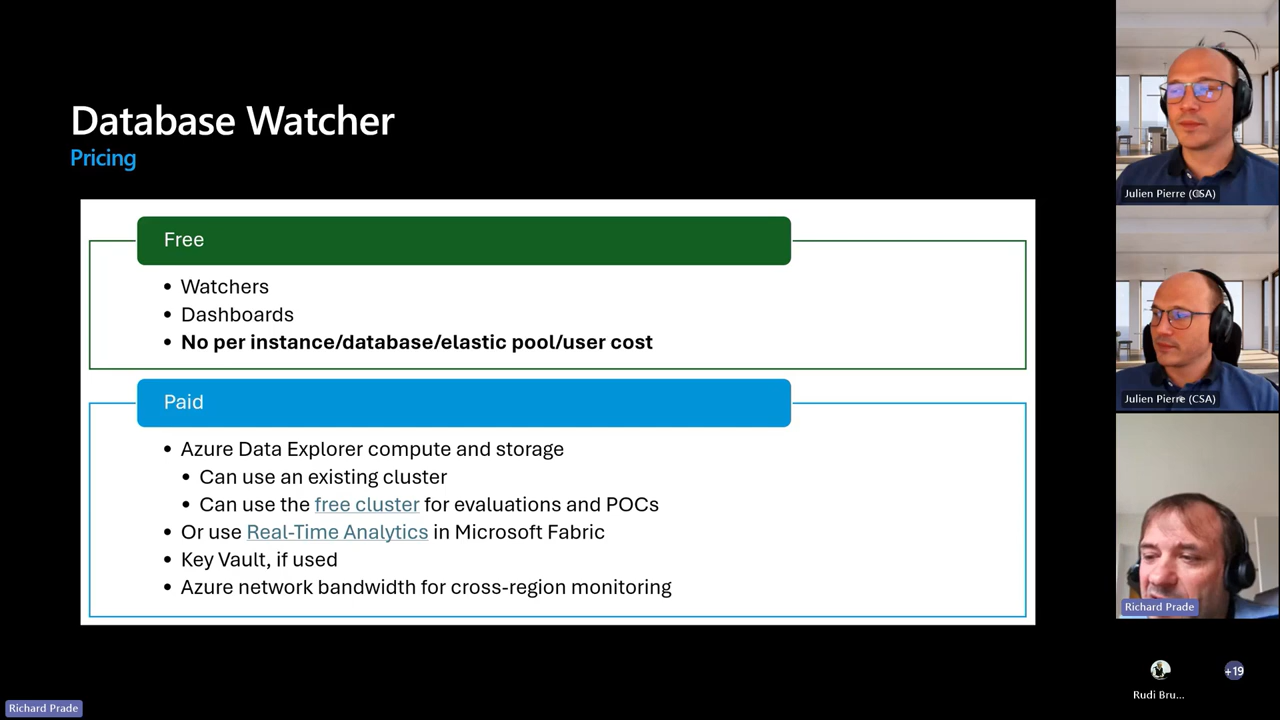 Database Watcher
Pricing
Free
• Watchers
• Dashboards
• No per instance/database/elastic pool/user cost
Paid
• Azure Data Explorer compute and storage
• Can use an existing cluster
• Can use the free cluster for evaluations and POCs
• Or use Real-Time Analytics in Microsoft Fabric
• Key Vault, if used
• Azure network bandwidth for cross-region monitoring
Julien Pierre (CSA)
Julien Pierre (CSA)
Richard Prade
Rudi Bru...
+19
Richard Prade